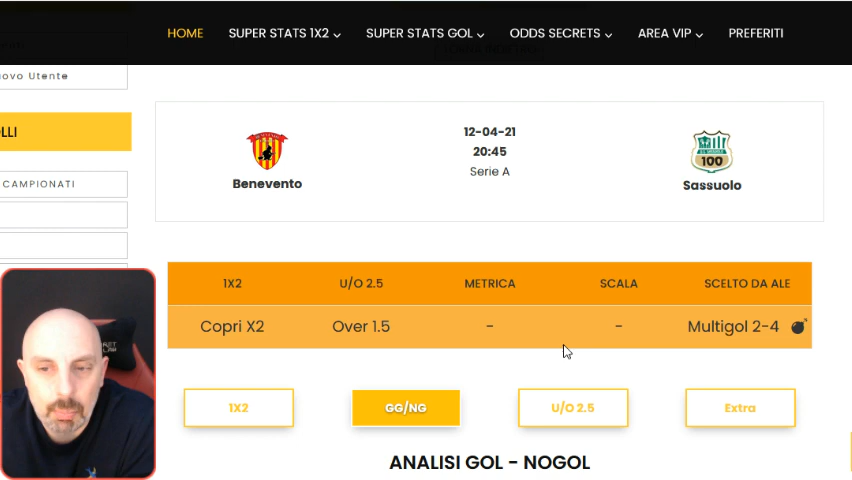 HOME SUPER STATS 1X2 SUPER STATS GOL ODDS SECRETS AREA VIP PREFERITI
uovo Utente
OLLI
CAMPIONATI
12-04-21
20:45
Serie A
100
Benevento Sassuolo
1X2 U/O 2.5 METRICA SCALA SCELTO DA ALE
Copri X2 Over 1.5 - - Multigol 2-4
1X2 GG/NG U/O 2.5 Extra
ANALISI GOL - NOGOL